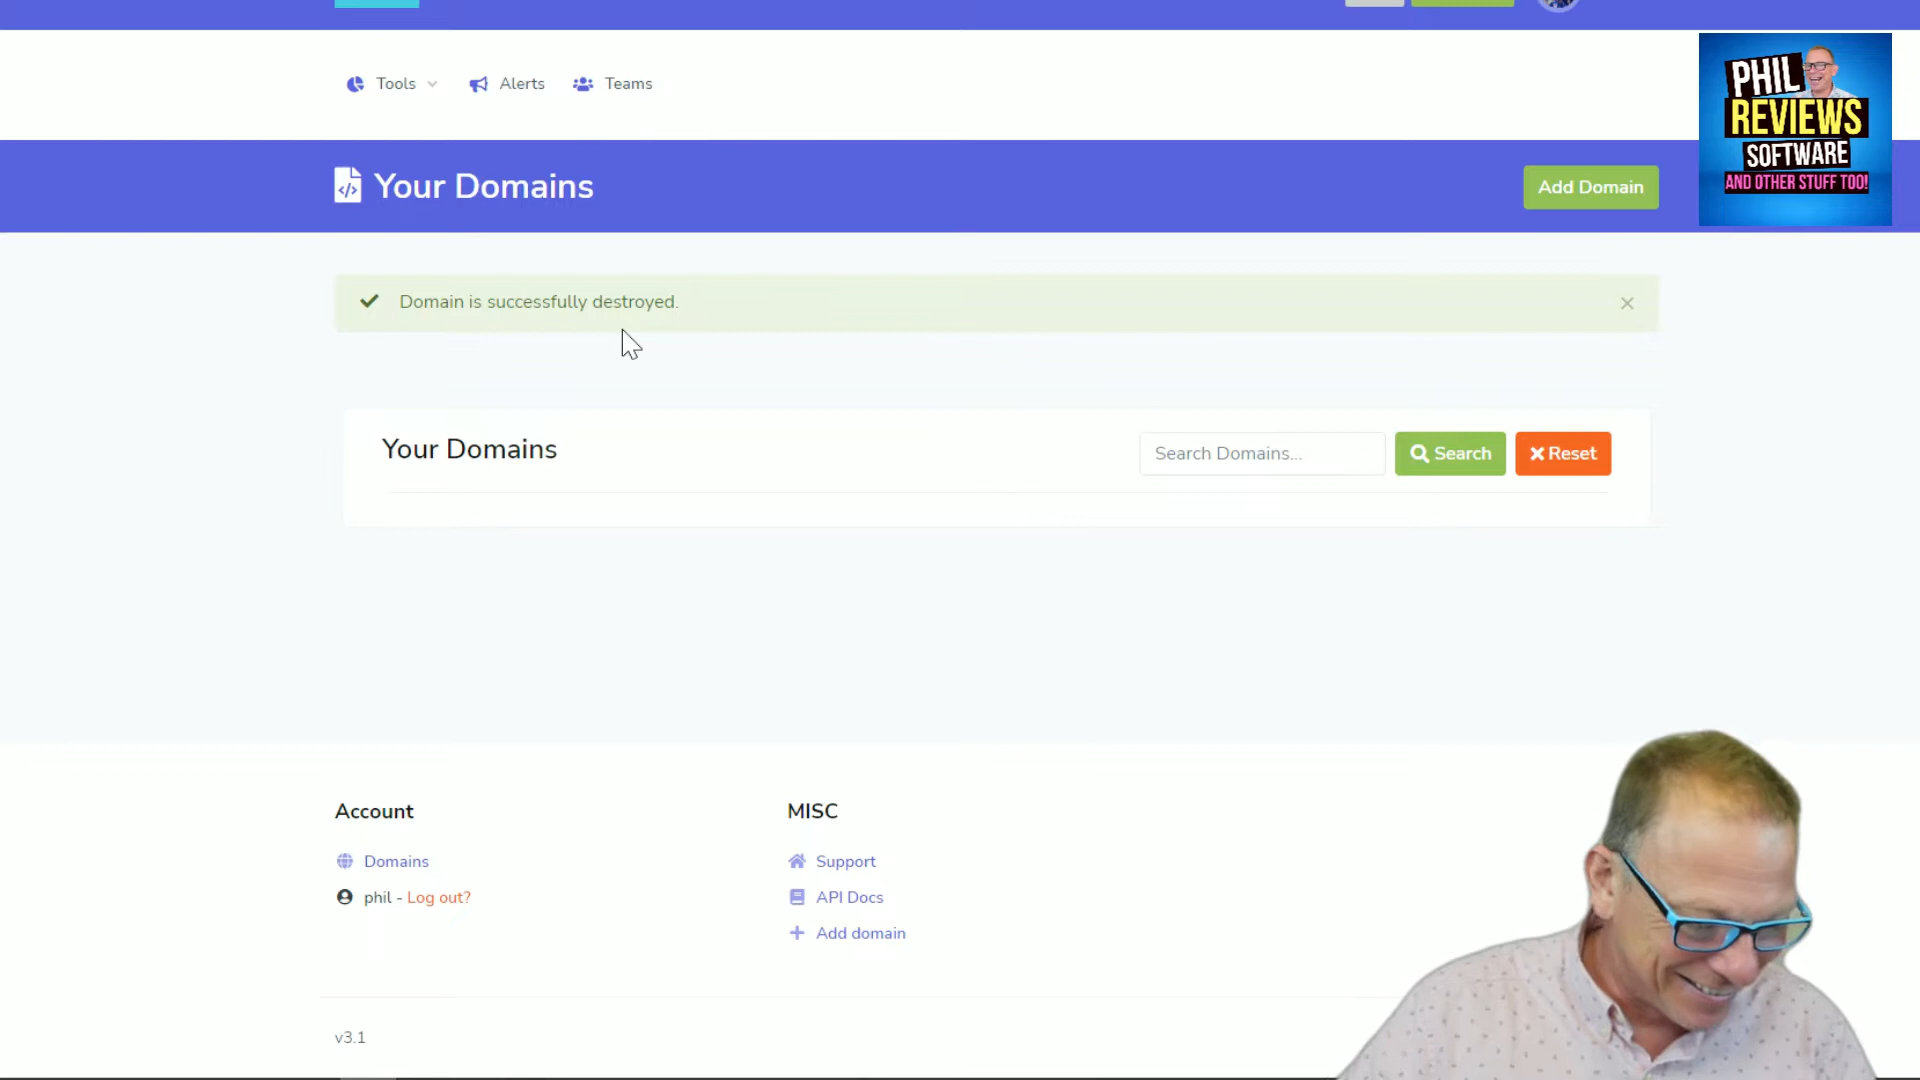 Tools
Alerts
Teams
PHIL
REVIEWS
SOFTWARE
AND OTHER STUFF TOO!
Your Domains
Add Domain
Domain is successfully destroyed.
Your Domains
Search Domains...
Search
Reset
Account
MISC
Domains
Support
phil - Log out?
API Docs
Add domain
v3.1